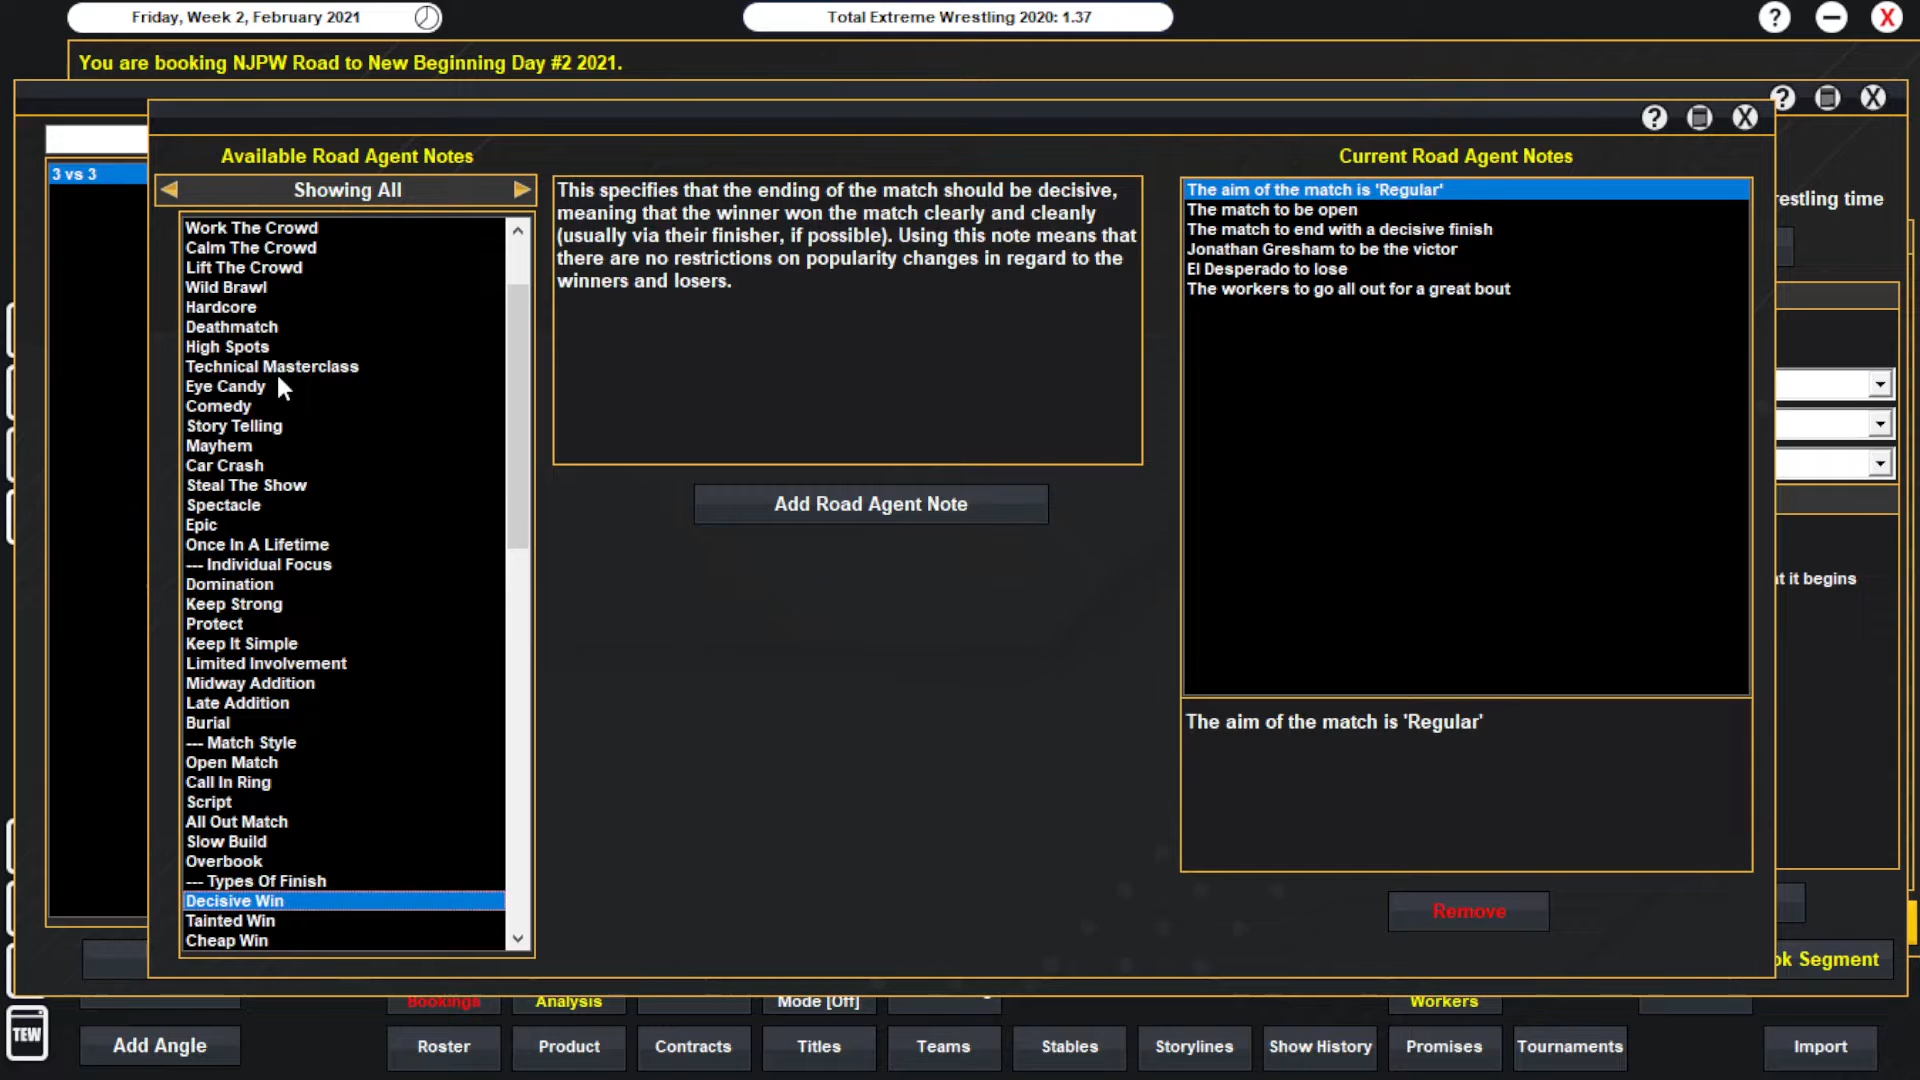 Friday, Week 2, February 2021
Total Extreme Wrestling 2020: 1.37
?
X
You are booking NJPW Road to New Beginning Day #2 2021.
?
X
?
X
Available Road Agent Notes
Current Road Agent Notes
3 vs 3
Showing All
Work The Crowd
Calm The Crowd
Lift The Crowd
Wild Brawl
Hardcore
Deathmatch
High Spots
Technical Masterclass
Eye Candy
Comedy
Story Telling
Mayhem
Car Crash
Steal The Show
Spectacle
Epic
Once In A Lifetime
--- Individual Focus
Domination
Keep Strong
Protect
Keep It Simple
Limited Involvement
Midway Addition
Late Addition
Burial
--- Match Style
Open Match
Call In Ring
Script
All Out Match
Slow Build
Overbook
--- Types Of Finish
Decisive Win
Tainted Win
Cheap Win
This specifies that the ending of the match should be decisive,
meaning that the winner won the match clearly and cleanly
(usually via their finisher, if possible). Using this note means that
there are no restrictions on popularity changes in regard to the
winners and losers.
Add Road Agent Note
The aim of the match is 'Regular'
The match to be open
The match to end with a decisive finish
Jonathan Gresham to be the victor
El Desperado to lose
The workers to go all out for a great bout
The aim of the match is 'Regular'
Remove
restling time
it begins
ok Segment
Bookings
Analysis
Mode [Off]
Workers
TEW
Add Angle
Roster
Product
Contracts
Titles
Teams
Stables
Storylines
Show History
Promises
Tournaments
Import